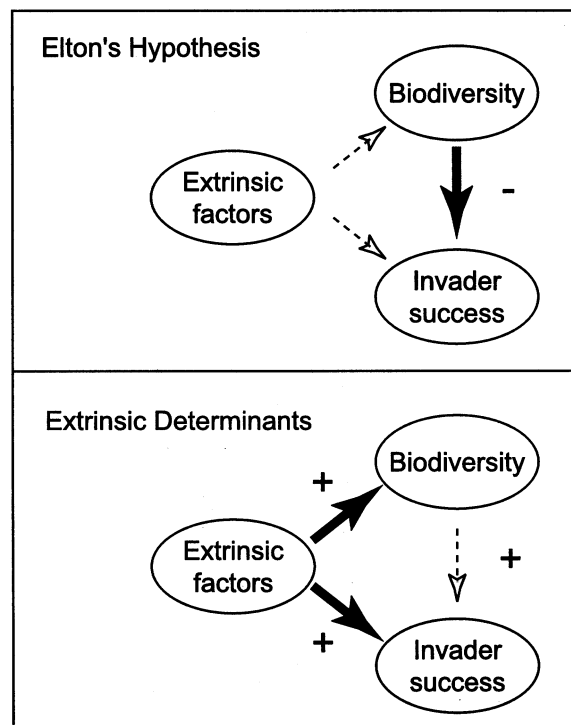 Elton's Hypothesis
Biodiversity
Extrinsic
factors
-
Invader
success
Extrinsic Determinants
Biodiversity
+
Extrinsic
factors
+
+
Invader
success